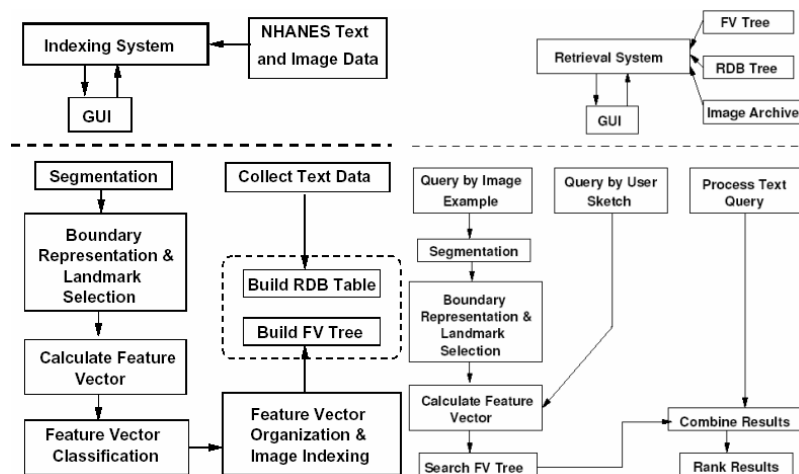 Indexing System
NHANES Text
and Image Data
GUI
Segmentation
Collect Text Data
Boundary
Representation &
Landmark
Selection
Build RDB Table
Build FV Tree
Calculate Feature
Vector
Feature Vector
Classification
Feature Vector
Organization &
Image Indexing
FV Tree
Retrieval System
RDB Tree
Image Archive
GUI
Query by Image
Example
Query by User
Sketch
Process Text
Query
Segmentation
Boundary
Representation &
Landmark
Selection
Calculate Feature
Vector
Combine Results
Search FV Tree
Rank Results